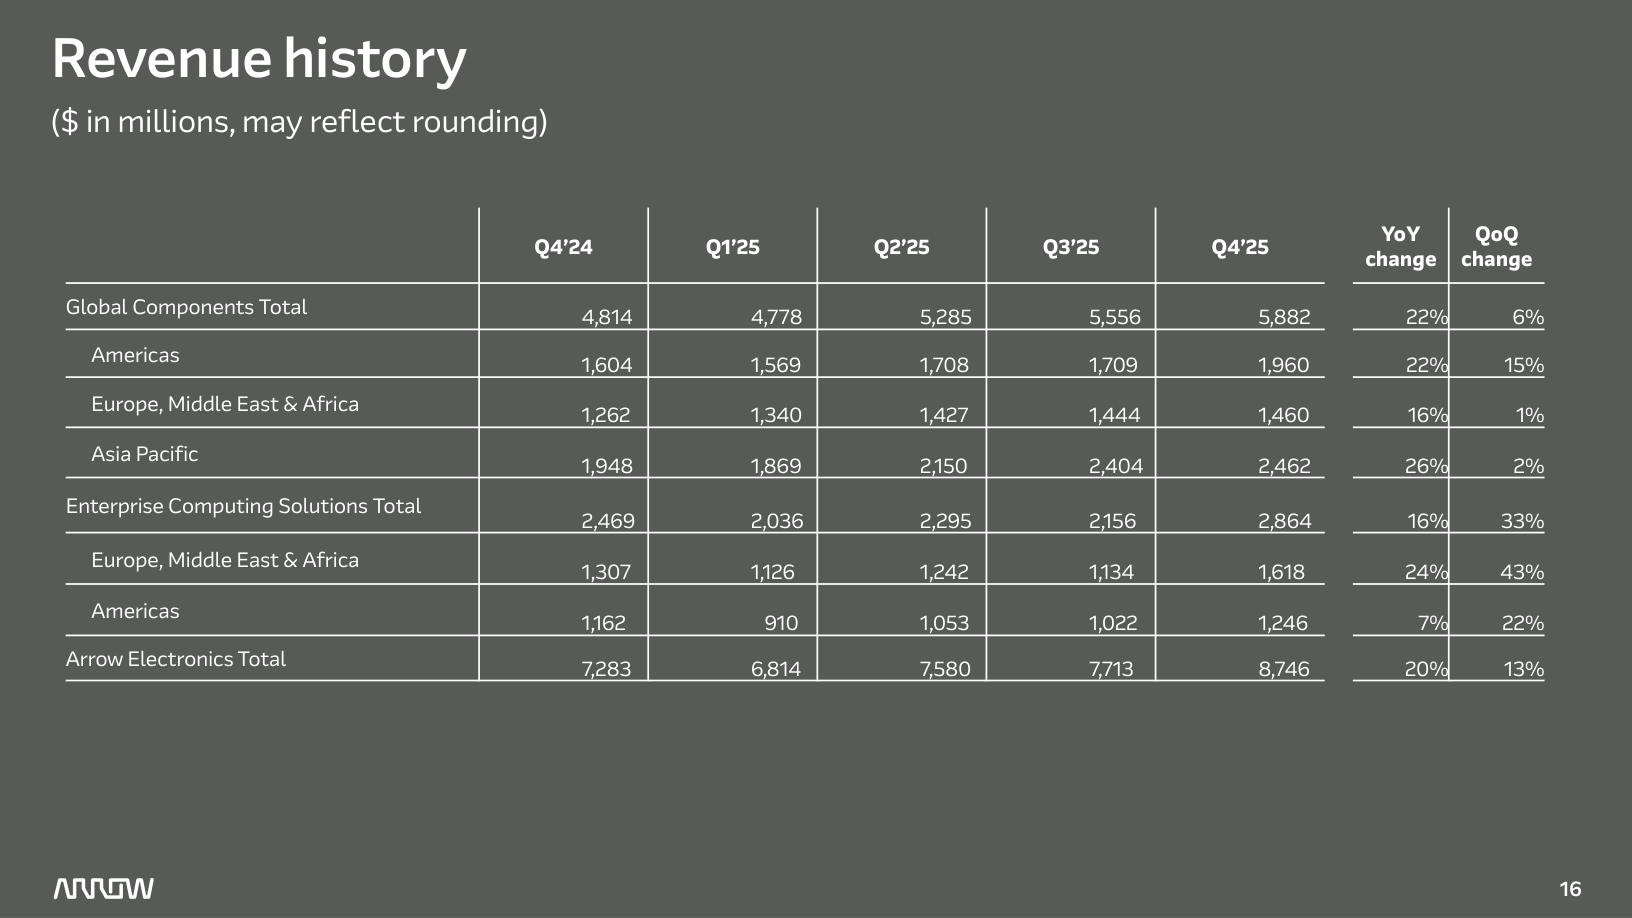 Revenue history
($ in millions, may reflect rounding)
Q4’24 Q1’25 Q2’25 Q3’25 Q4’25 YoY change QoQ change
Global Components Total 4,814 4,778 5,285 5,556 5,882 22% 6%
Americas 1,604 1,569 1,708 1,709 1,960 22% 15%
Europe, Middle East & Africa 1,262 1,340 1,427 1,444 1,460 16% 1%
Asia Pacific 1,948 1,869 2,150 2,404 2,462 26% 2%
Enterprise Computing Solutions Total 2,469 2,036 2,295 2,156 2,864 16% 33%
Europe, Middle East & Africa 1,307 1,126 1,242 1,134 1,618 24% 43%
Americas 1,162 910 1,053 1,022 1,246 7% 22%
Arrow Electronics Total 7,283 6,814 7,580 7,713 8,746 20% 13%
ARROW
16